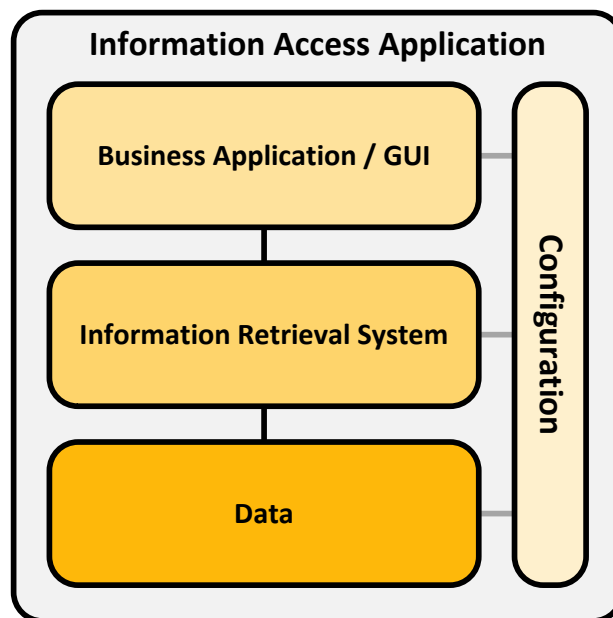 Information Access Application
Business Application / GUI
Information Retrieval System
Data
Configuration